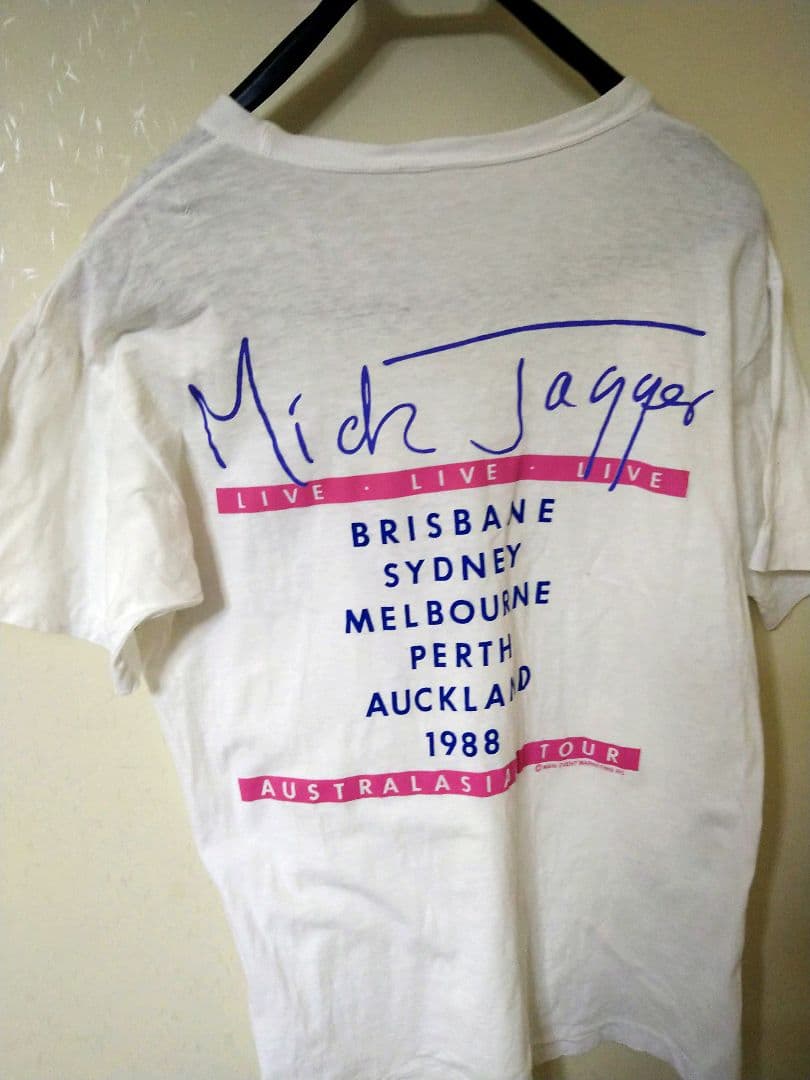 Mick Jagger
LIVE · LIVE · LIVE
BRISBANE
SYDNEY
MELBOURNE
PERTH
AUCKLAND
1988
AUSTRALASIAN TOUR